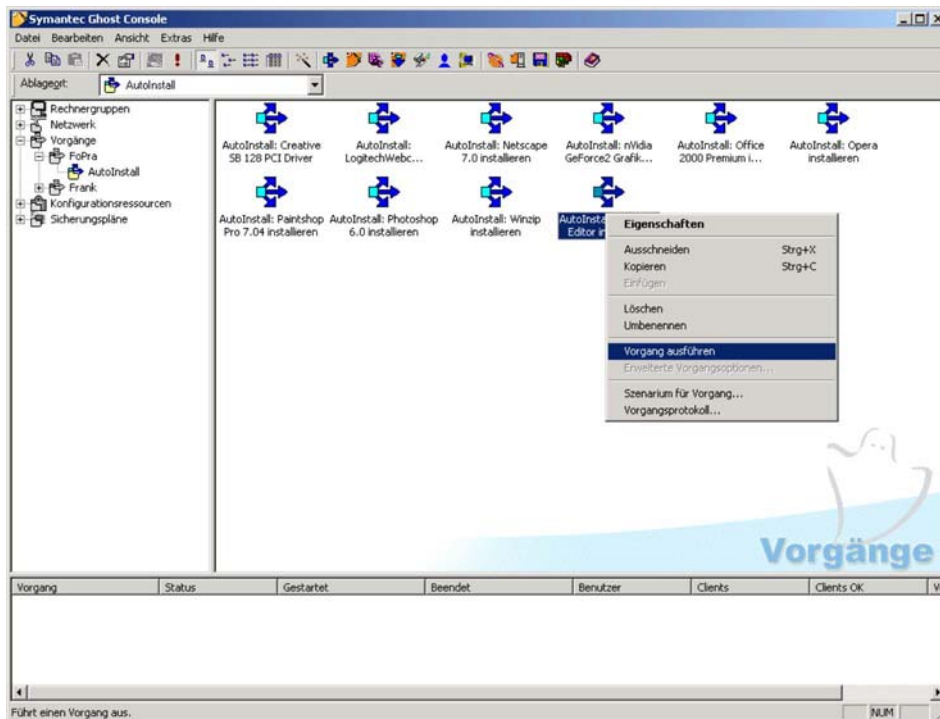 Symantec Ghost Console
Datei Bearbeiten Ansicht Extras Hilfe
Ablageort: AutoInstall
Rechnergruppen
Netzwerk
Vorgänge
FoPra
AutoInstall
Frank
Konfigurationsressourcen
Sicherungspläne
AutoInstall: Creative
SB 128 PCI Driver
AutoInstall:
LogitechWebc...
AutoInstall: Netscape
7.0 installieren
AutoInstall: nVidia
GeForce2 Grafik...
AutoInstall: Office
2000 Premium i...
AutoInstall: Opera
installieren
AutoInstall: Paintshop
Pro 7.04 installieren
AutoInstall: Photoshop
6.0 installieren
AutoInstall: Winzip
installieren
Editor
Eigenschaften
Ausschneiden Strg+X
Kopieren Strg+C
Einfügen
Löschen
Umbenennen
Vorgang ausführen
Erweiterte Vorgangsoptionen...
Szenarium für Vorgang...
Vorgangsprotokoll...
Vorgänge
Vorgang Status Gestartet Beendet Benutzer Clients Clients OK
Führt einen Vorgang aus.
NUM